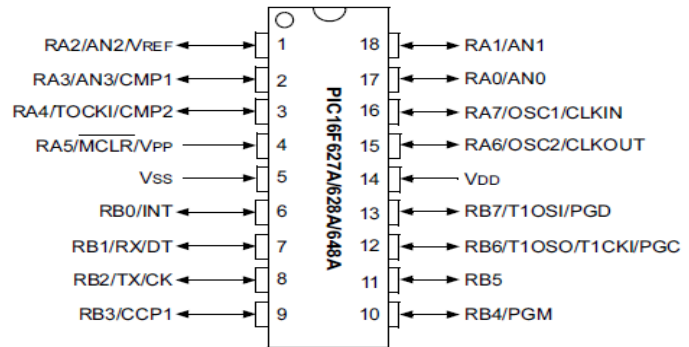 RA2/AN2/VREF 1 18 RA1/AN1
RA3/AN3/CMP1 2 17 RA0/AN0
RA4/TOCKI/CMP2 3 16 RA7/OSC1/CLKIN
RA5/MCLR/VPP 4 15 RA6/OSC2/CLKOUT
VSS 5 14 VDD
RB0/INT 6 13 RB7/T1OSI/PGD
RB1/RX/DT 7 12 RB6/T1OSO/T1CKI/PGC
RB2/TX/CK 8 11 RB5
RB3/CCP1 9 10 RB4/PGM
PIC16F627A/628A/648A